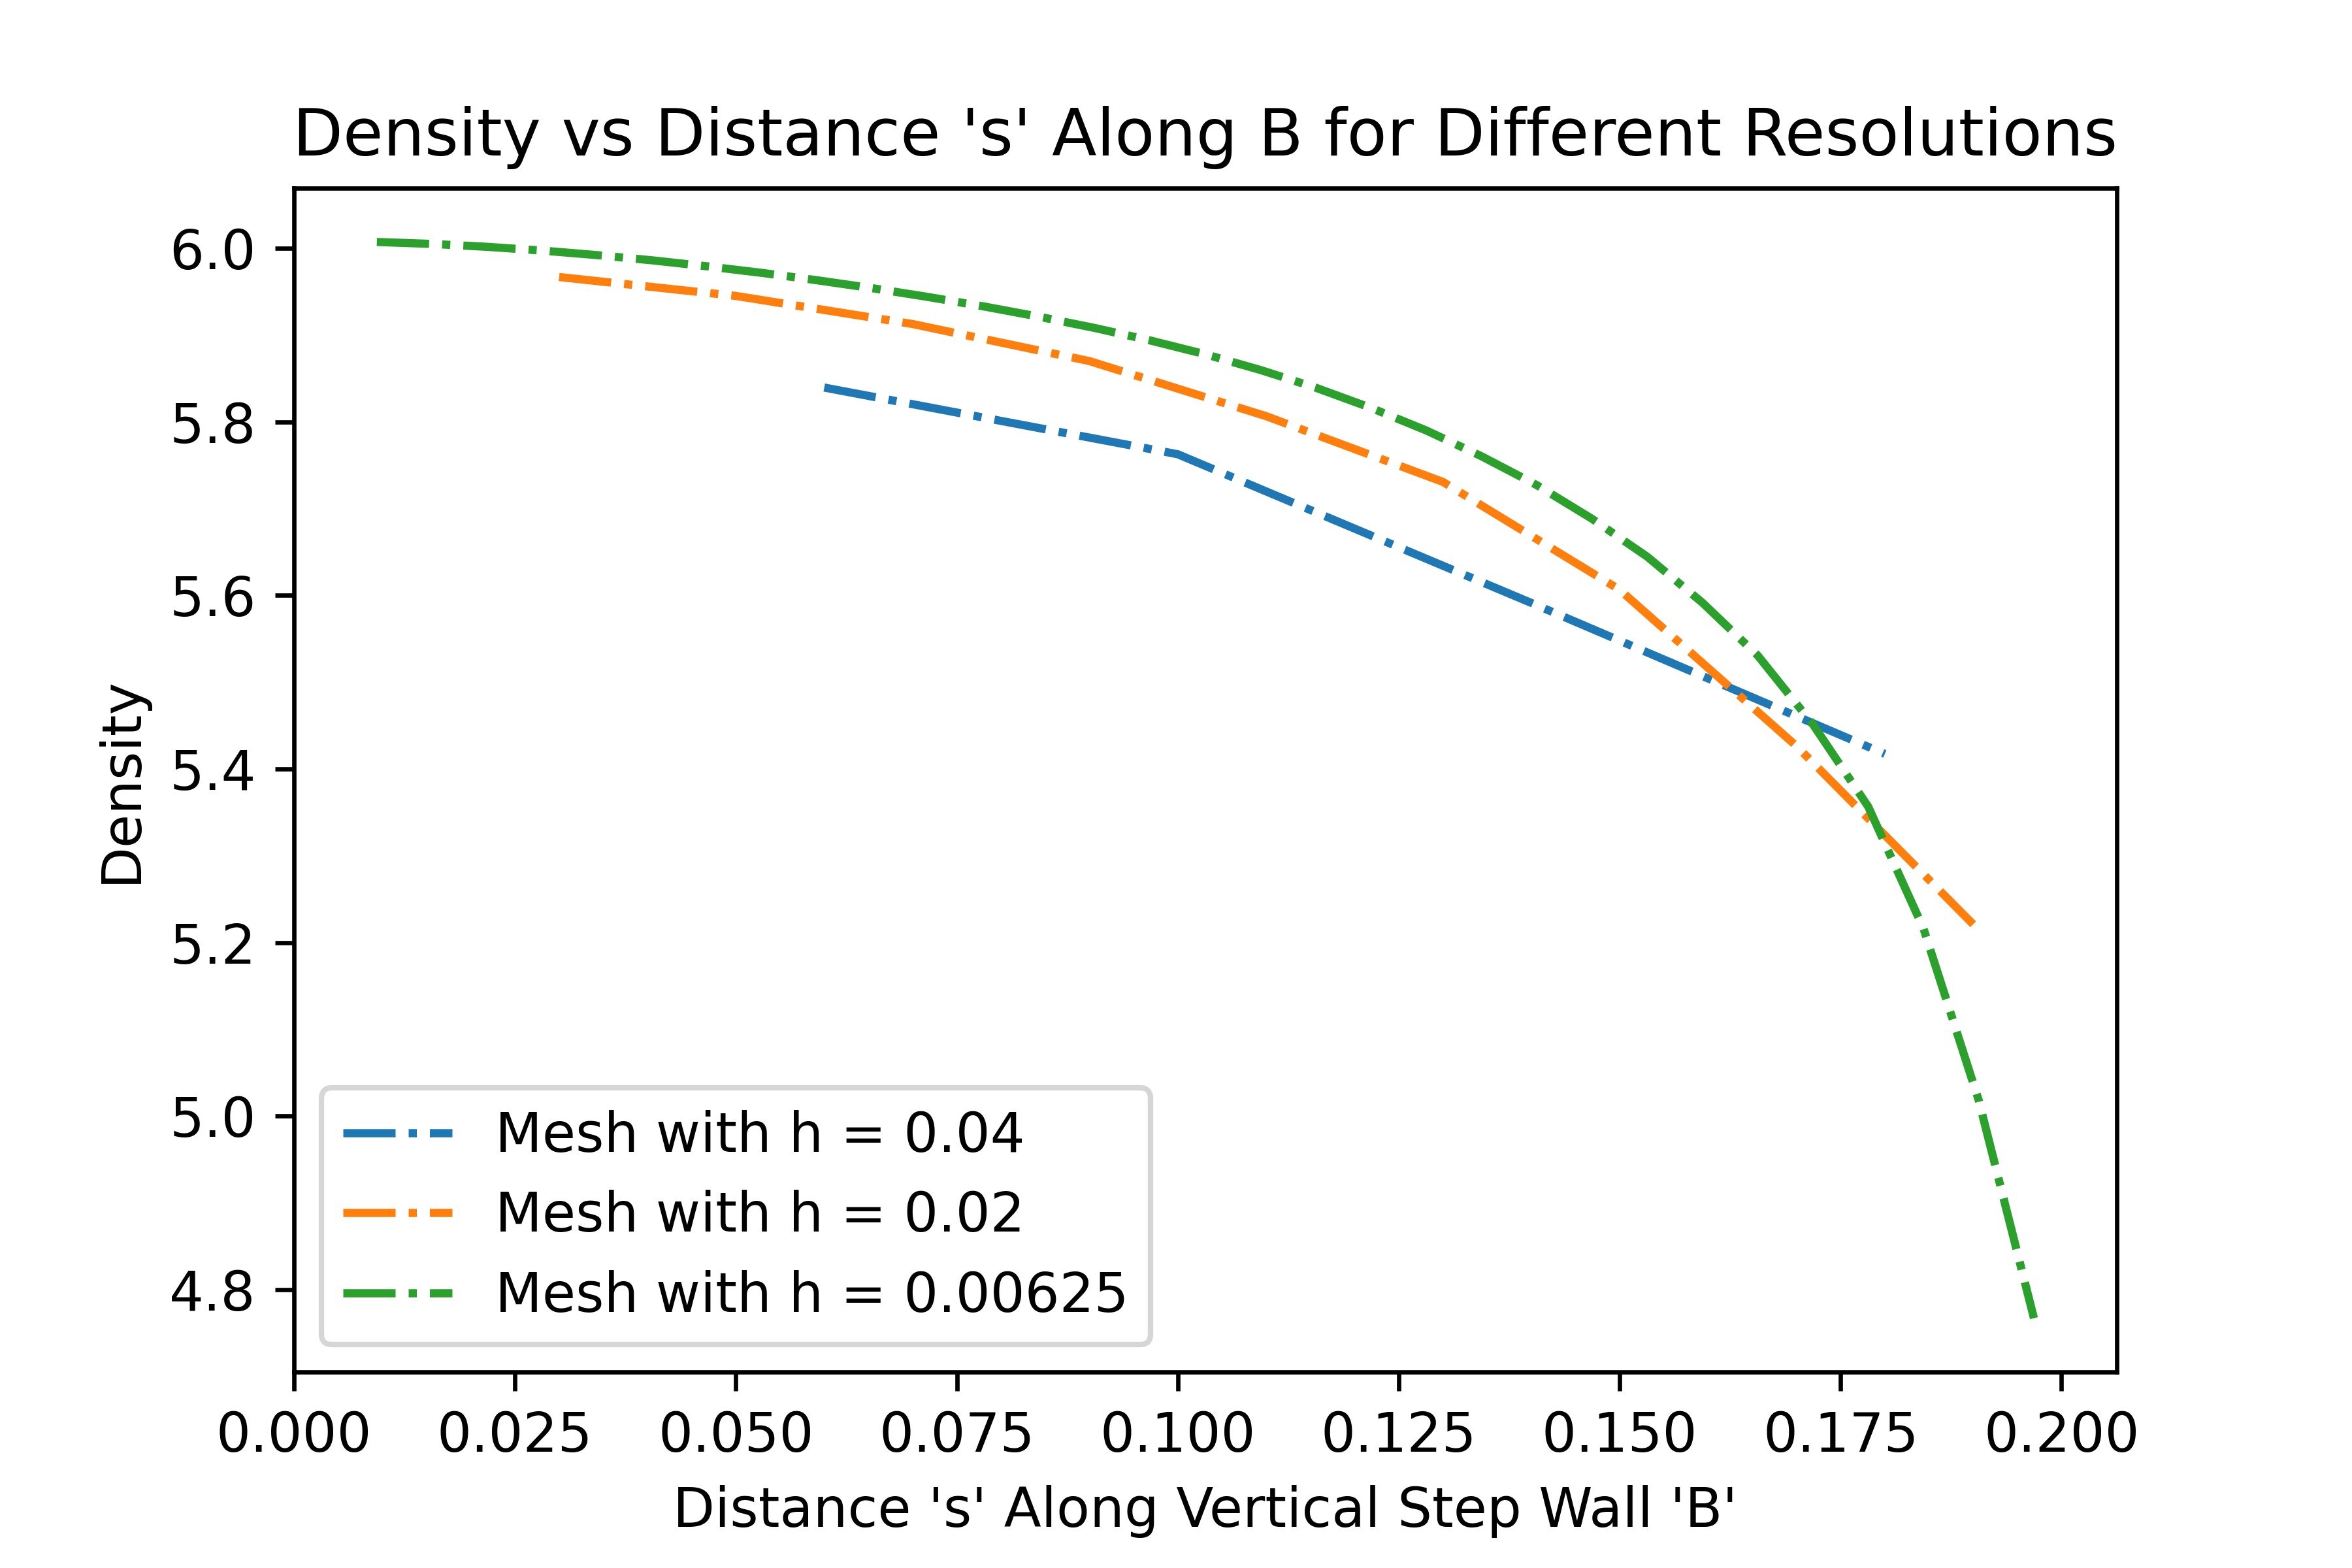 Density vs Distance 's' Along B for Different Resolutions
6.0
5.8
5.6
5.4
5.2
5.0
4.8
Density
Mesh with h = 0.04
Mesh with h = 0.02
Mesh with h = 0.00625
0.000 0.025 0.050 0.075 0.100 0.125 0.150 0.175 0.200
Distance 's' Along Vertical Step Wall 'B'